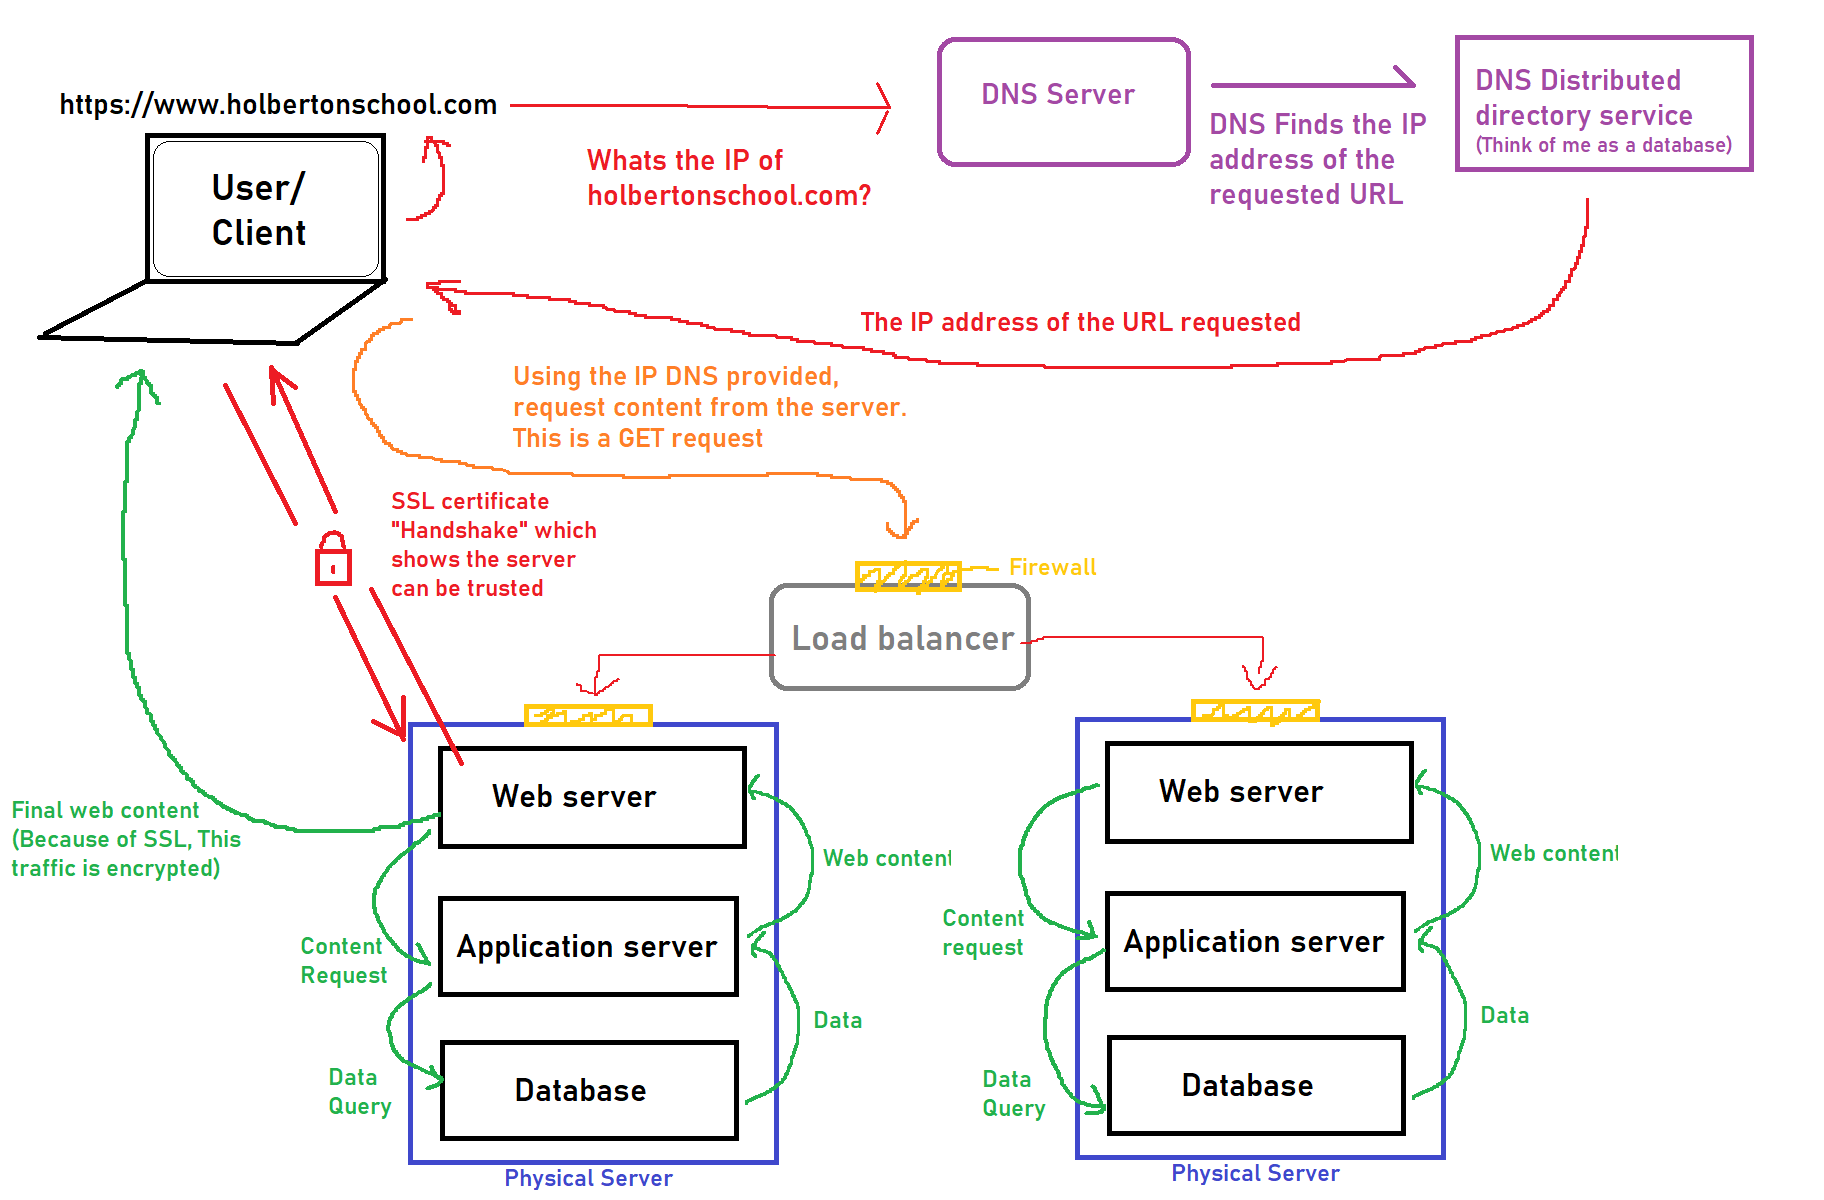 https://www.holbertonschool.com
User/
Client
Whats the IP of
holbertonschool.com?
DNS Server
DNS Finds the IP
address of the
requested URL
DNS Distributed
directory service
(Think of me as a database)
The IP address of the URL requested
Using the IP DNS provided,
request content from the server.
This is a GET request
SSL certificate
"Handshake" which
shows the server
can be trusted
Firewall
Load balancer
Final web content
(Because of SSL, This
traffic is encrypted)
Web server
Web content
Application server
Content
Request
Data
Data
Query
Database
Physical Server
Web server
Web content
Content
request
Application server
Data
Data
Query
Database
Physical Server